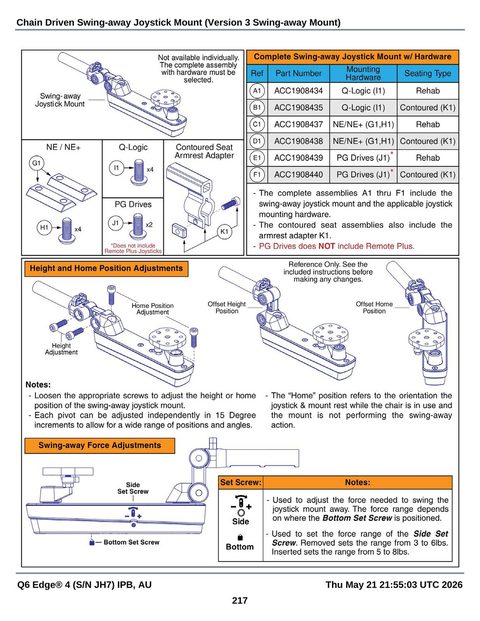 Chain Driven Swing-away Joystick Mount (Version 3 Swing-away Mount)
Not available individually.
The complete assembly
with hardware must be
selected.
Swing- away
Joystick Mount
Complete Swing-away Joystick Mount w/ Hardware
Ref Part Number Mounting Hardware Seating Type
A1 ACC1908434 Q-Logic (I1) Rehab
B1 ACC1908435 Q-Logic (I1) Contoured (K1)
C1 ACC1908437 NE/NE+ (G1,H1) Rehab
D1 ACC1908438 NE/NE+ (G1,H1) Contoured (K1)
E1 ACC1908439 PG Drives (J1)* Rehab
F1 ACC1908440 PG Drives (J1)* Contoured (K1)
- The complete assemblies A1 thru F1 include the
swing-away joystick mount and the applicable joystick
mounting hardware.
- The contoured seat assemblies also include the
armrest adapter K1.
- PG Drives does NOT include Remote Plus.
NE / NE+
G1
H1
x4
Q-Logic
I1
x4
PG Drives
J1
x2
*Does not include
Remote Plus Joysticks
Contoured Seat
Armrest Adapter
K1
Height and Home Position Adjustments
Reference Only. See the
included instructions before
making any changes.
Home Position
Adjustment
Height
Adjustment
Offset Height
Position
Offset Home
Position
Notes:
- Loosen the appropriate screws to adjust the height or home
position of the swing-away joystick mount.
- Each pivot can be adjusted independently in 15 Degree
increments to allow for a wide range of positions and angles.
- The “Home” position refers to the orientation the
joystick & mount rest while the chair is in use and
the mount is not performing the swing-away
action.
Swing-away Force Adjustments
Side
Set Screw
- +
Bottom Set Screw
Set Screw: Notes:
- +
Side
- Used to adjust the force needed to swing the
joystick mount away. The force range depends
on where the Bottom Set Screw is positioned.
Bottom
- Used to set the force range of the Side Set
Screw. Removed sets the range from 3 to 6lbs.
Inserted sets the range from 5 to 8lbs.
Q6 Edge® 4 (S/N JH7) IPB, AU
Thu May 21 21:55:03 UTC 2026
217